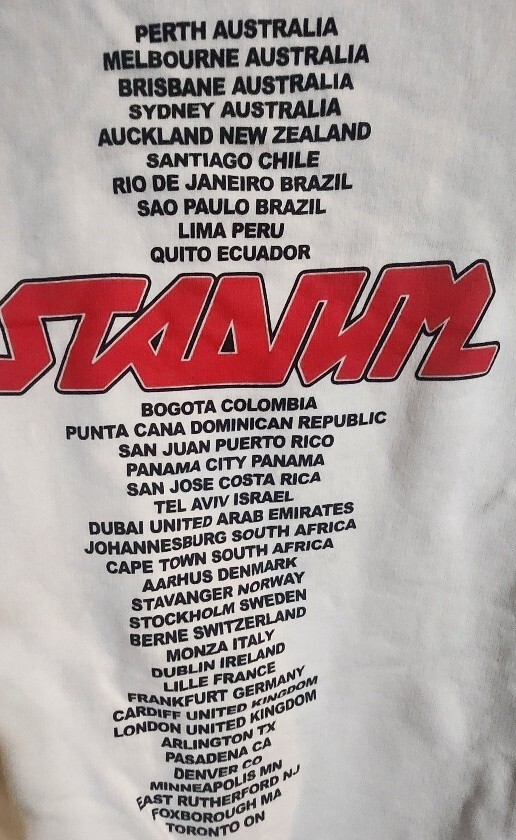 PERTH AUSTRALIA
MELBOURNE AUSTRALIA
BRISBANE AUSTRALIA
SYDNEY AUSTRALIA
AUCKLAND NEW ZEALAND
SANTIAGO CHILE
RIO DE JANEIRO BRAZIL
SAO PAULO BRAZIL
LIMA PERU
QUITO ECUADOR
STADIUM
BOGOTA COLOMBIA
PUNTA CANA DOMINICAN REPUBLIC
SAN JUAN PUERTO RICO
PANAMA CITY PANAMA
SAN JOSE COSTA RICA
TEL AVIV ISRAEL
DUBAI UNITED ARAB EMIRATES
JOHANNESBURG SOUTH AFRICA
CAPE TOWN SOUTH AFRICA
AARHUS DENMARK
STAVANGER NORWAY
STOCKHOLM SWEDEN
BERNE SWITZERLAND
MONZA ITALY
DUBLIN IRELAND
LILLE FRANCE
FRANKFURT GERMANY
CARDIFF UNITED KINGDOM
LONDON UNITED KINGDOM
ARLINGTON TX
PASADENA CA
DENVER CO
MINNEAPOLIS MN
EAST RUTHERFORD NJ
FOXBOROUGH MA
TORONTO ON